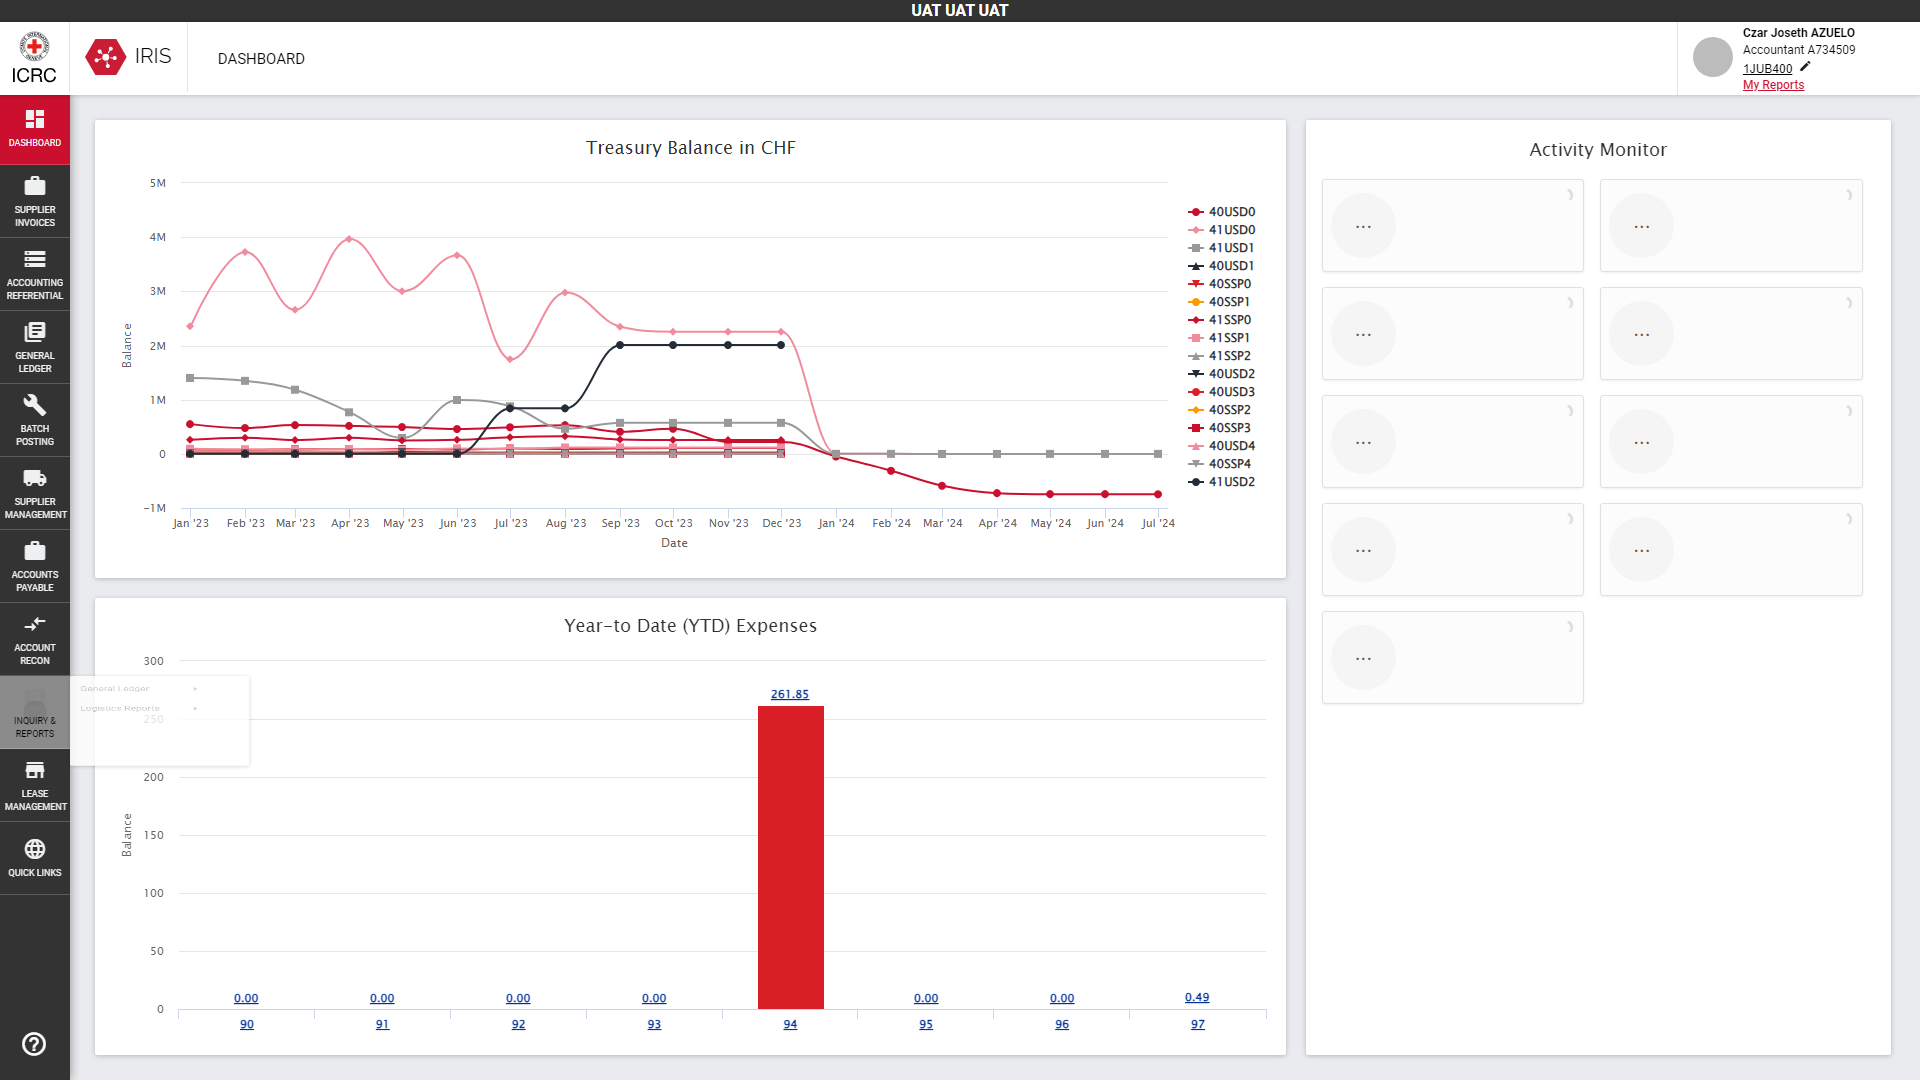 UAT UAT UAT
ICRC
IRIS
DASHBOARD
Czar Joseth AZUELO
Accountant A734509
1JUB400
My Reports
DASHBOARD
SUPPLIER
INVOICES
ACCOUNTING
REFERENTIAL
GENERAL
LEDGER
BATCH
POSTING
SUPPLIER
MANAGEMENT
ACCOUNTS
PAYABLE
ACCOUNT
RECON
INQUIRY &
REPORTS
LEASE
MANAGEMENT
QUICK LINKS
General Ledger
Logistics Reports
Treasury Balance in CHF
5M
4M
3M
2M
1M
0
-1M
Balance
Jan '23 Feb '23 Mar '23 Apr '23 May '23 Jun '23 Jul '23 Aug '23 Sep '23 Oct '23 Nov '23 Dec '23 Jan '24 Feb '24 Mar '24 Apr '24 May '24 Jun '24 Jul '24
Date
40USD0
41USD0
41USD1
40USD1
40SSP0
40SSP1
41SSP0
41SSP1
41SSP2
40USD2
40USD3
40SSP2
40SSP3
40USD4
40SSP4
41USD2
Year-to Date (YTD) Expenses
300
250
200
150
100
50
0
Balance
0.00 0.00 0.00 0.00 261.85 0.00 0.00 0.49
90 91 92 93 94 95 96 97
Activity Monitor
... ...
... ...
... ...
... ...
...